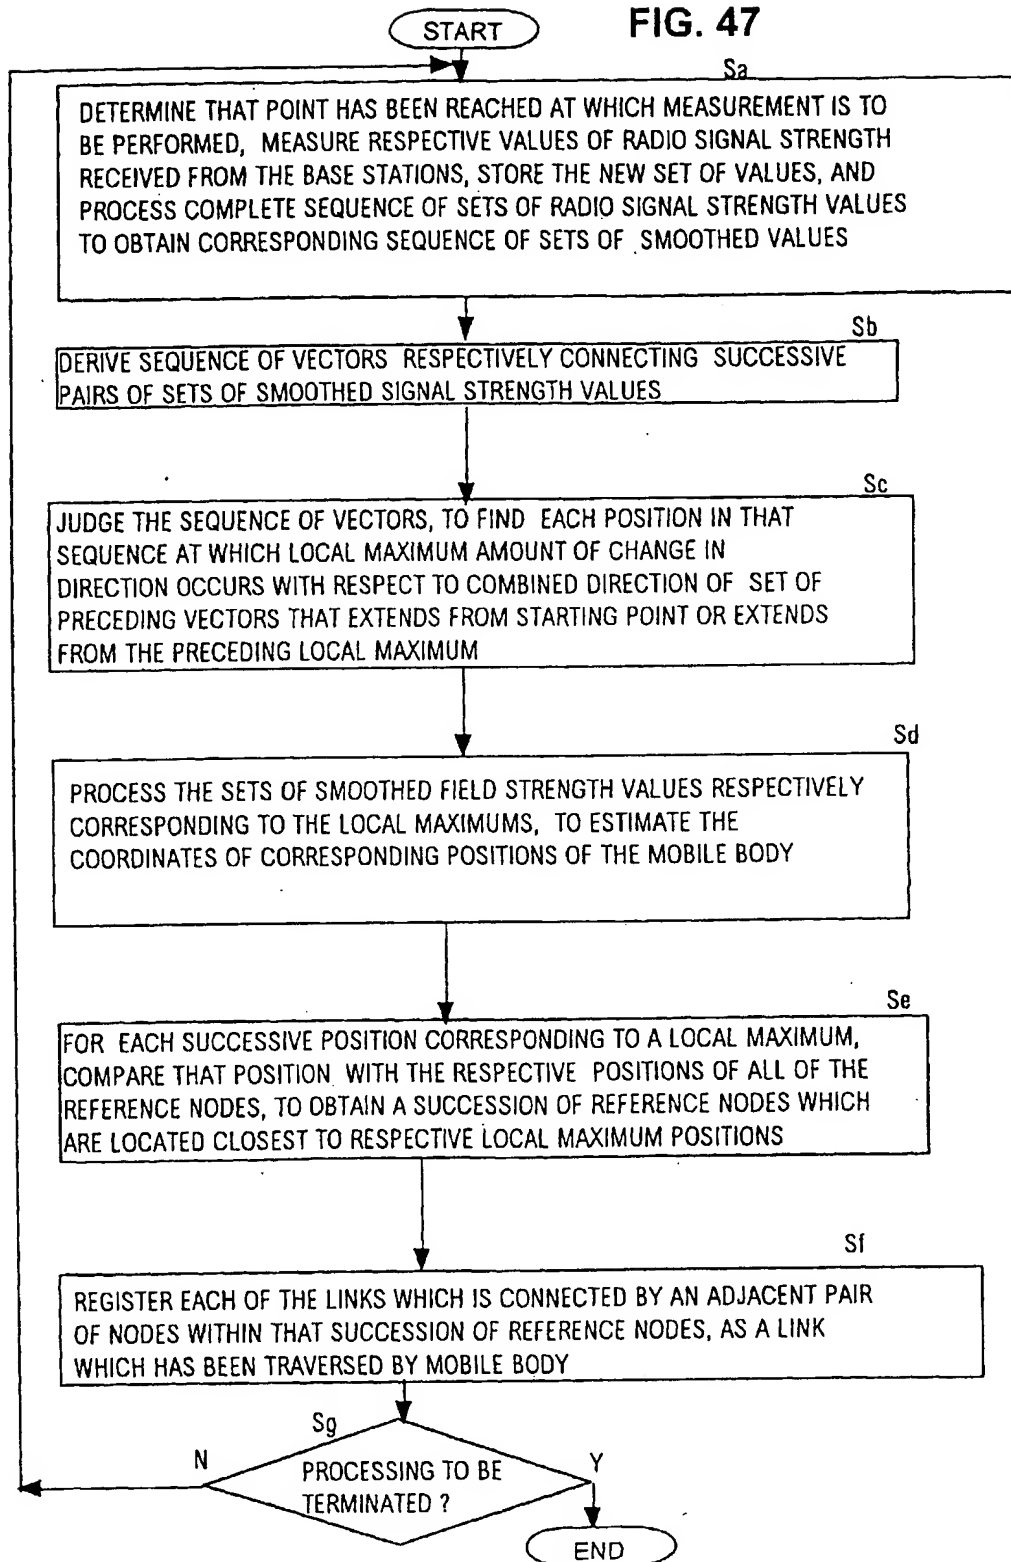 START
FIG. 47
Sa
DETERMINE THAT POINT HAS BEEN REACHED AT WHICH MEASUREMENT IS TO
BE PERFORMED, MEASURE RESPECTIVE VALUES OF RADIO SIGNAL STRENGTH
RECEIVED FROM THE BASE STATIONS, STORE THE NEW SET OF VALUES, AND
PROCESS COMPLETE SEQUENCE OF SETS OF RADIO SIGNAL STRENGTH VALUES
TO OBTAIN CORRESPONDING SEQUENCE OF SETS OF SMOOTHED VALUES
Sb
DERIVE SEQUENCE OF VECTORS RESPECTIVELY CONNECTING SUCCESSIVE
PAIRS OF SETS OF SMOOTHED SIGNAL STRENGTH VALUES
Sc
JUDGE THE SEQUENCE OF VECTORS, TO FIND EACH POSITION IN THAT
SEQUENCE AT WHICH LOCAL MAXIMUM AMOUNT OF CHANGE IN
DIRECTION OCCURS WITH RESPECT TO COMBINED DIRECTION OF SET OF
PRECEDING VECTORS THAT EXTENDS FROM STARTING POINT OR EXTENDS
FROM THE PRECEDING LOCAL MAXIMUM
Sd
PROCESS THE SETS OF SMOOTHED FIELD STRENGTH VALUES RESPECTIVELY
CORRESPONDING TO THE LOCAL MAXIMUMS, TO ESTIMATE THE
COORDINATES OF CORRESPONDING POSITIONS OF THE MOBILE BODY
Se
FOR EACH SUCCESSIVE POSITION CORRESPONDING TO A LOCAL MAXIMUM,
COMPARE THAT POSITION WITH THE RESPECTIVE POSITIONS OF ALL OF THE
REFERENCE NODES, TO OBTAIN A SUCCESSION OF REFERENCE NODES WHICH
ARE LOCATED CLOSEST TO RESPECTIVE LOCAL MAXIMUM POSITIONS
Sf
REGISTER EACH OF THE LINKS WHICH IS CONNECTED BY AN ADJACENT PAIR
OF NODES WITHIN THAT SUCCESSION OF REFERENCE NODES, AS A LINK
WHICH HAS BEEN TRAVERSED BY MOBILE BODY
Sg
N
Y
PROCESSING TO BE
TERMINATED ?
END